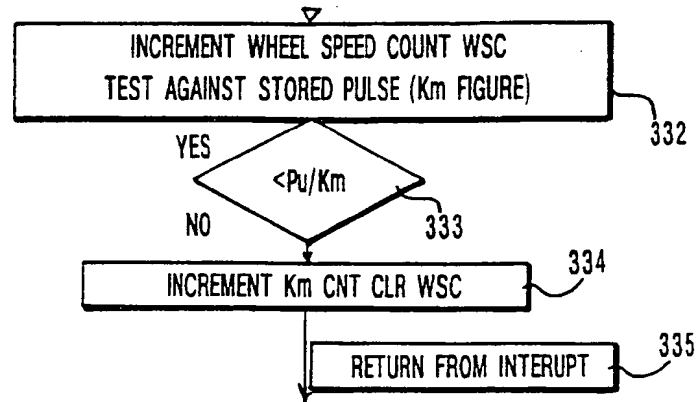 INCREMENT WHEEL SPEED COUNT WSC
TEST AGAINST STORED PULSE (Km FIGURE)
332
YES
<Pu/Km
333
NO
INCREMENT Km CNT CLR WSC
334
RETURN FROM INTERUPT
335